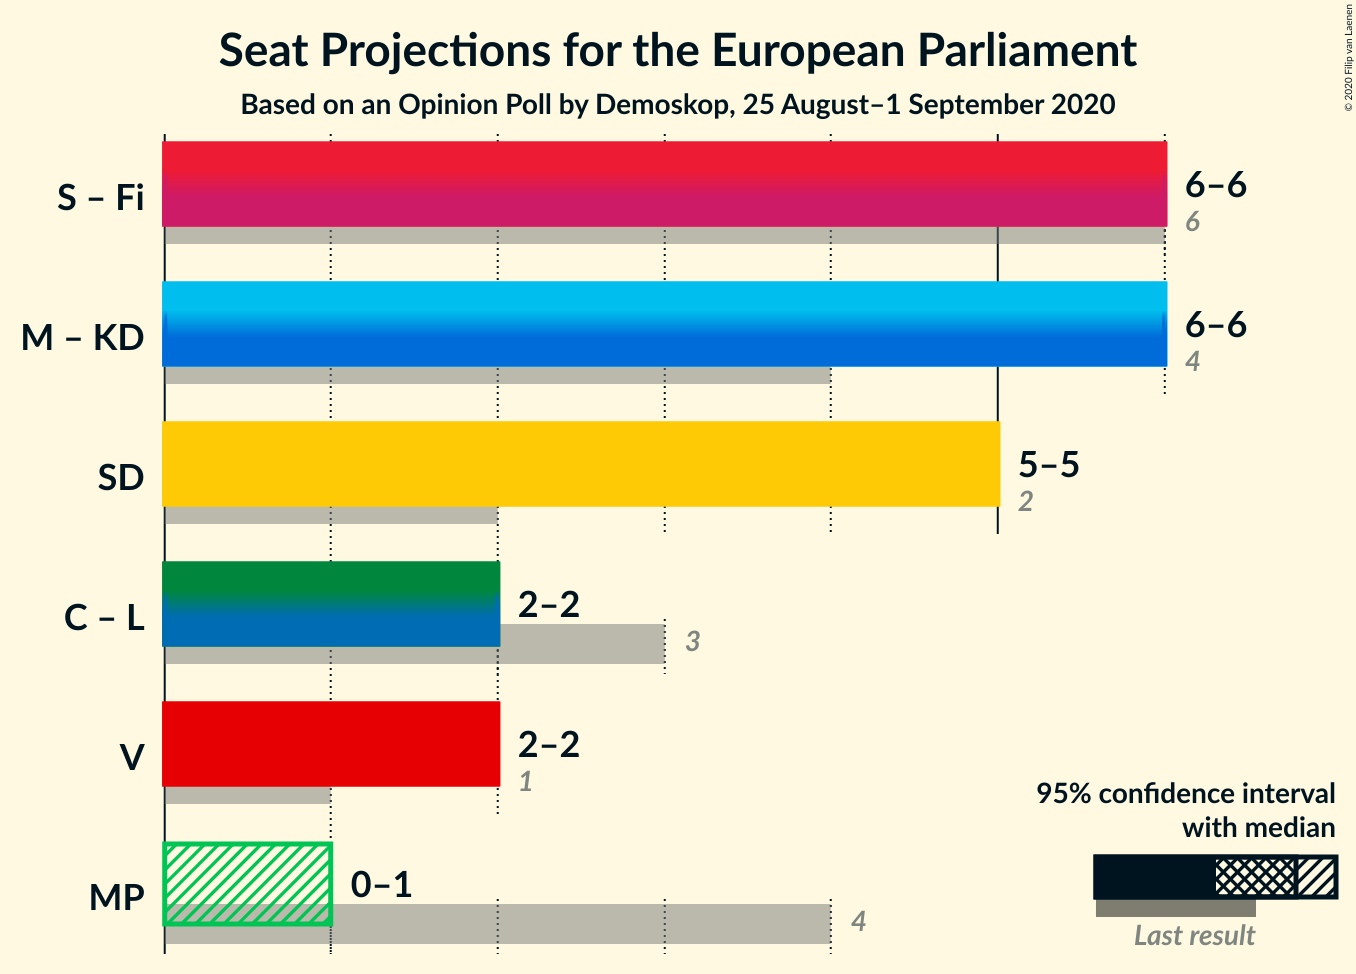 Seat Projections for the European Parliament
Based on an Opinion Poll by Demoskop, 25 August–1 September 2020
© 2020 Filip van Laenen
S – Fi
6–6
6
M – KD
6–6
4
SD
5–5
2
C – L
2–2
3
V
2–2
1
MP
0–1
4
95% confidence interval
with median
Last result